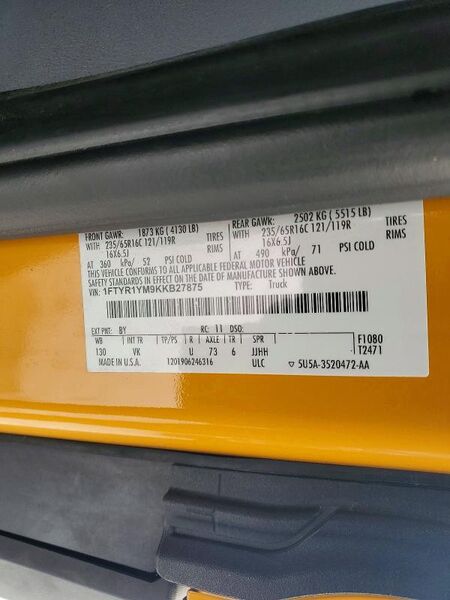 FRONT GAWR: 1873 KG ( 4130 LB) REAR GAWR: 2502 KG ( 5515 LB)
WITH 235/65R16C 121/119R TIRES WITH 235/65R16C 121/119R TIRES
16X6.5J RIMS 16X6.5J RIMS
AT 360 kPa/ 52 PSI COLD AT 490 kPa/ 71 PSI COLD
THIS VEHICLE CONFORMS TO ALL APPLICABLE FEDERAL MOTOR VEHICLE
SAFETY STANDARDS IN EFFECT ON THE DATE OF MANUFACTURE SHOWN ABOVE.
VIN: 1FTYR1YM9KKB27875 TYPE: Truck
EXT PNT: BY RC: 11 DSO:
WB INT TR TP/PS R AXLE TR SPR F1080
130 VK U 73 6 JJHH T2471
MADE IN U.S.A. 1201906246316 ULC 5U5A-3520472-AA